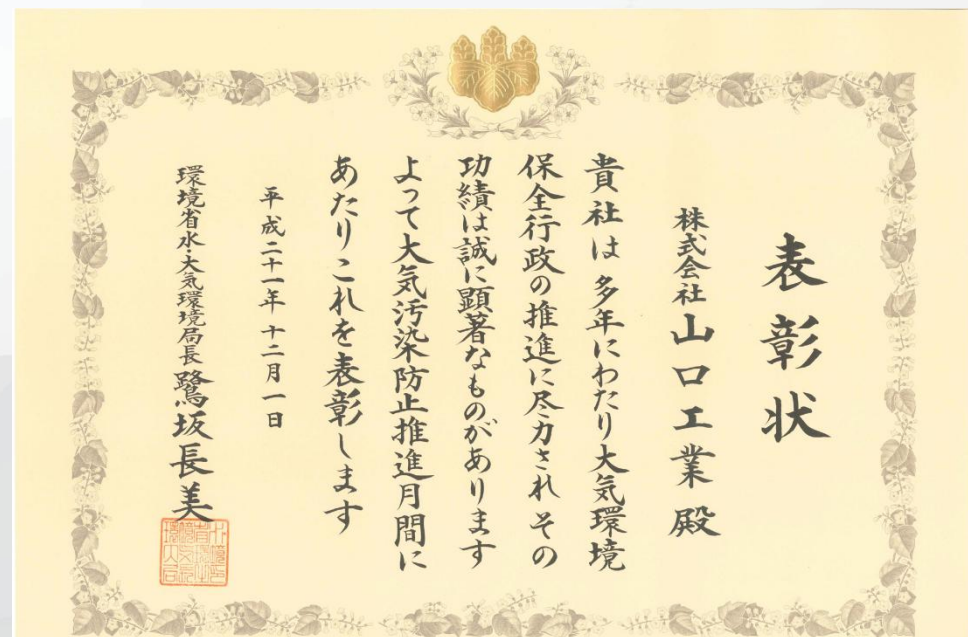 表彰状
株式会社山口工業殿
貴社は多年にわたり大気環境
保全行政の推進に尽力されその
功績は誠に顕著なものがあります
よって大気汚染防止推進月間に
あたりこれを表彰します
平成二十一年十二月一日
環境省水・大気環境局長 鷺坂長美